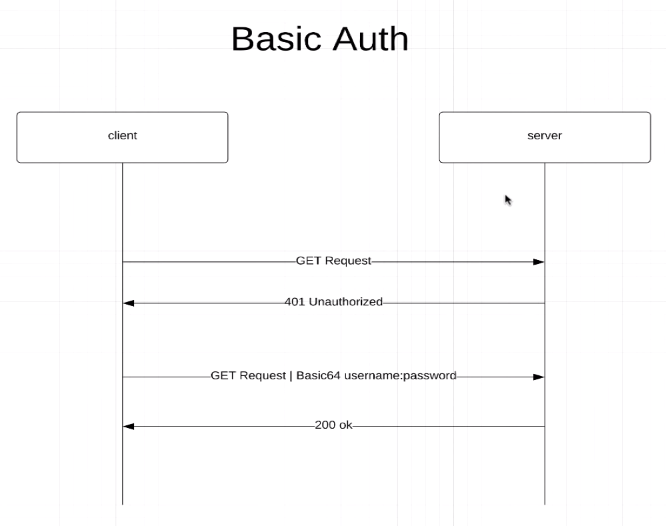 Basic Auth
client
server
GET Request
401 Unauthorized
GET Request | Basic64 username:password
200 ok